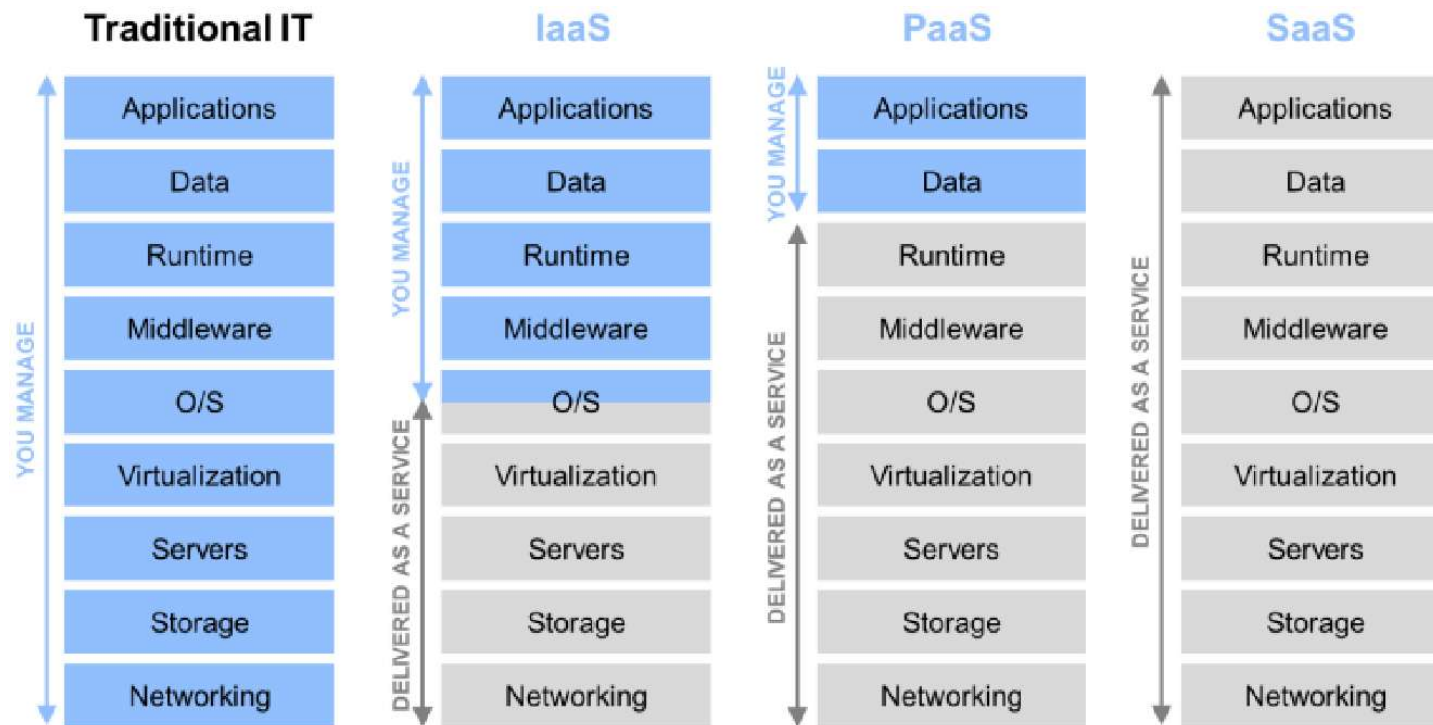 Traditional IT
IaaS
PaaS
SaaS
YOU MANAGE
Applications
Data
Runtime
Middleware
O/S
Virtualization
Servers
Storage
Networking
YOU MANAGE
DELIVERED AS A SERVICE
Applications
Data
Runtime
Middleware
O/S
Virtualization
Servers
Storage
Networking
YOU MANAGE
DELIVERED AS A SERVICE
Applications
Data
Runtime
Middleware
O/S
Virtualization
Servers
Storage
Networking
DELIVERED AS A SERVICE
Applications
Data
Runtime
Middleware
O/S
Virtualization
Servers
Storage
Networking